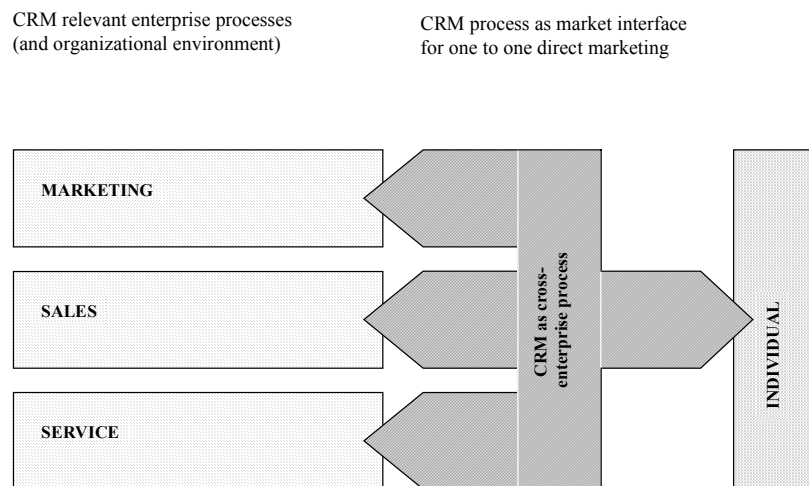 CRM relevant enterprise processes
(and organizational environment)
CRM process as market interface
for one to one direct marketing
MARKETING
SALES
SERVICE
CRM as cross-
enterprise process
INDIVIDUAL